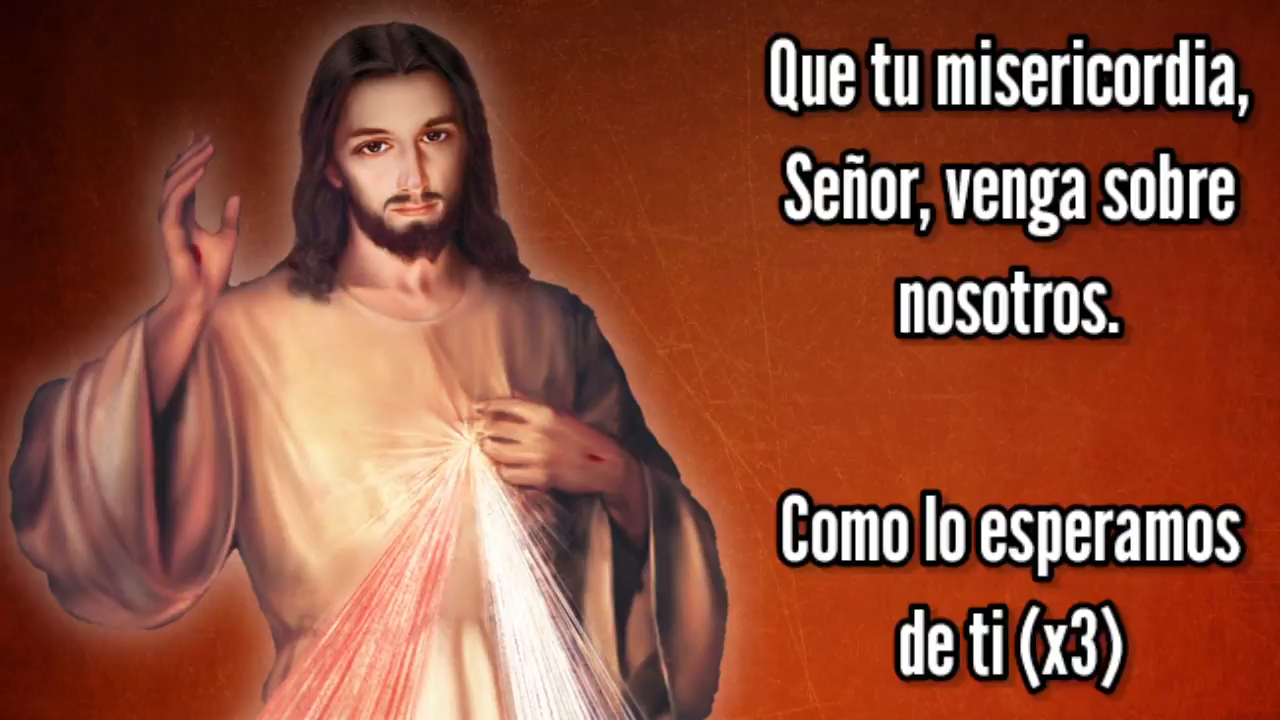 Que tu misericordia,
Señor, venga sobre
nosotros.
Como lo esperamos
de ti (x3)